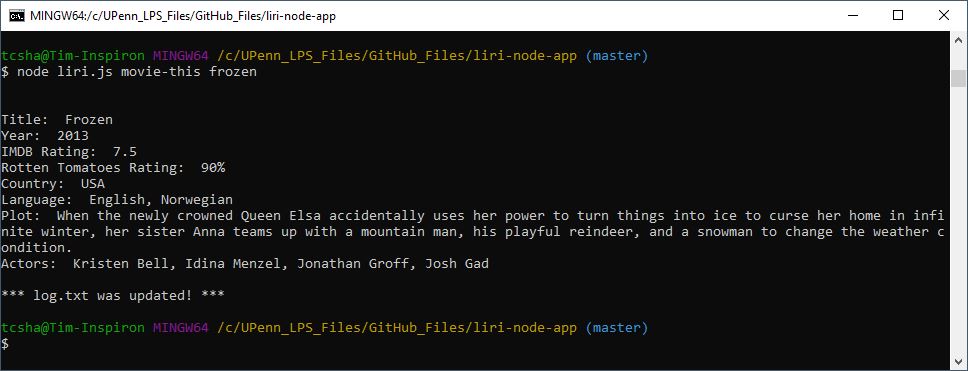 MINGW64:/c/UPenn_LPS_Files/GitHub_Files/liri-node-app
tcsha@Tim-Inspiron MINGW64 /c/UPenn_LPS_Files/GitHub_Files/liri-node-app (master)
$ node liri.js movie-this frozen
Title:  Frozen
Year:  2013
IMDB Rating:  7.5
Rotten Tomatoes Rating:  90%
Country:  USA
Language:  English, Norwegian
Plot:  When the newly crowned Queen Elsa accidentally uses her power to turn things into ice to curse her home in infi
nite winter, her sister Anna teams up with a mountain man, his playful reindeer, and a snowman to change the weather c
ondition.
Actors:  Kristen Bell, Idina Menzel, Jonathan Groff, Josh Gad
*** log.txt was updated! ***
tcsha@Tim-Inspiron MINGW64 /c/UPenn_LPS_Files/GitHub_Files/liri-node-app (master)
$